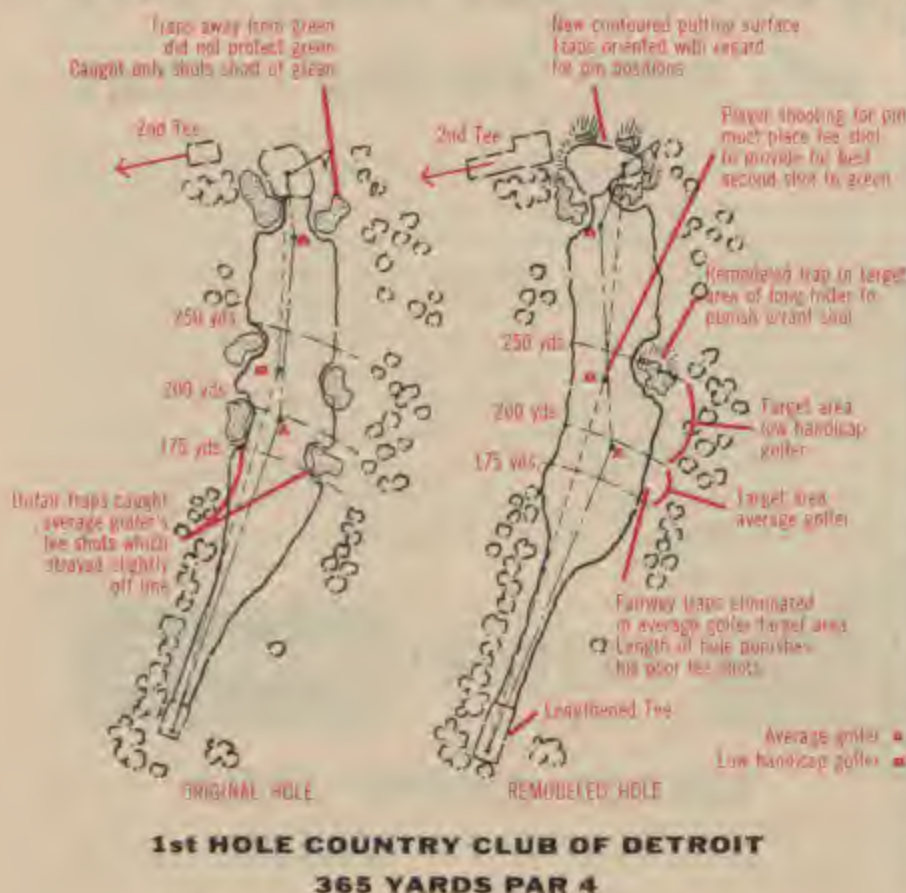 Traps away from green
did not protect green
Caught only shots short of green
2nd Tee
250 yds.
200 yds.
175 yds.
Unfair traps caught
average golfer's
tee shots which
strayed slightly
off line
ORIGINAL HOLE
New contoured putting surface
Traps oriented with regard
for pin positions
2nd Tee
Player shooting for pin
must place tee shot
to provide for best
second shot to green
Remodeled trap in target
area of long hitter to
punish errant shot
250 yds.
200 yds.
175 yds.
Target area
low handicap
golfer
Target area
average golfer
Fairway traps eliminated
in average golfer target area
Length of hole punishes
his poor tee shots
Lengthened Tee
Average golfer
Low handicap golfer
REMODELED HOLE
1st HOLE COUNTRY CLUB OF DETROIT
365 YARDS PAR 4